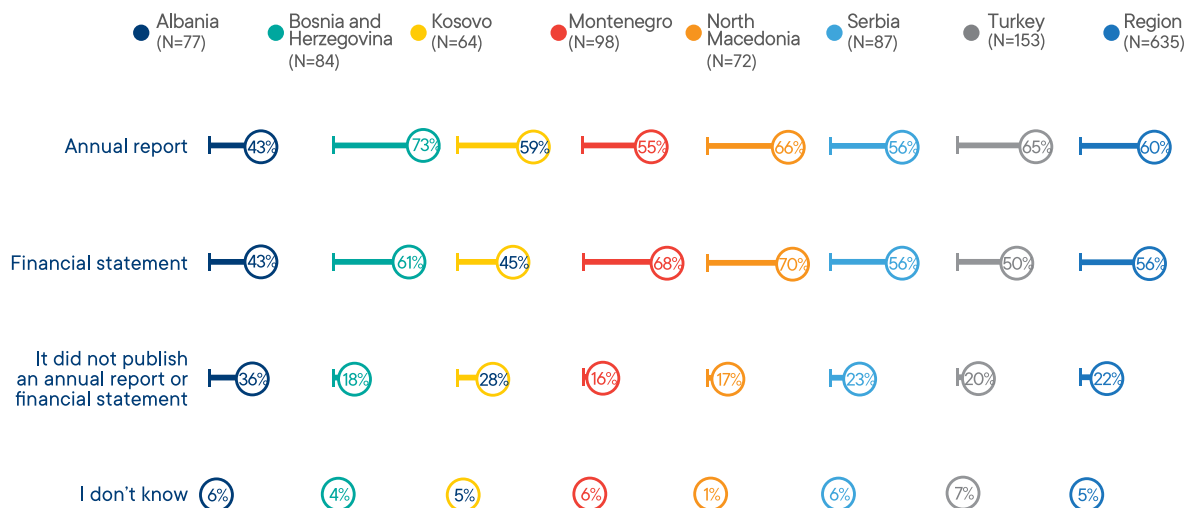 Albania
(N=77)
Bosnia and
Herzegovina
(N=84)
Kosovo
(N=64)
Montenegro
(N=98)
North
Macedonia
(N=72)
Serbia
(N=87)
Turkey
(N=153)
Region
(N=635)
Annual report 43% 73% 59% 55% 66% 56% 65% 60%
Financial statement 43% 61% 45% 68% 70% 56% 50% 56%
It did not publish
an annual report or 36% 18% 28% 16% 17% 23% 20% 22%
financial statement
I don't know 6% 4% 5% 6% 1% 6% 7% 5%